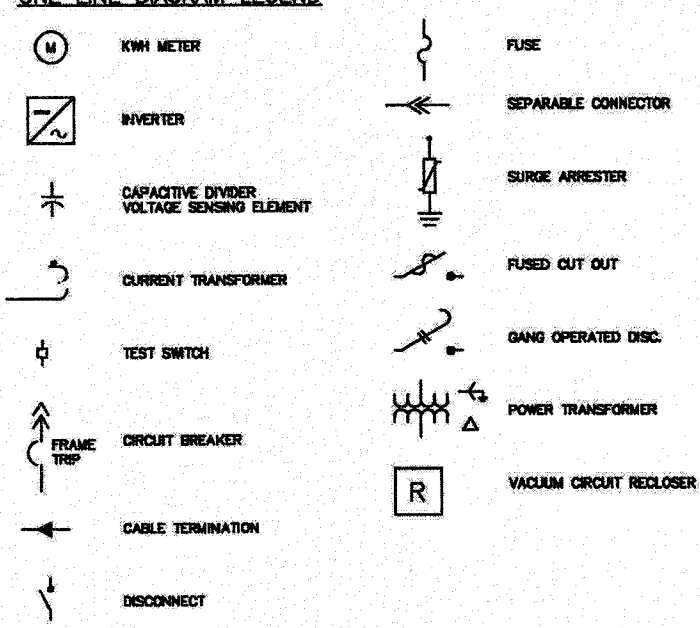 ONE LINE DIAGRAM LEGEND
M
KWH METER
INVERTER
CAPACITIVE DIVIDER
VOLTAGE SENSING ELEMENT
CURRENT TRANSFORMER
TEST SWITCH
FRAME
TRIP
CIRCUIT BREAKER
CABLE TERMINATION
DISCONNECT
FUSE
SEPARABLE CONNECTOR
SURGE ARRESTER
FUSED CUT OUT
GANG OPERATED DISC.
POWER TRANSFORMER
R
VACUUM CIRCUIT RECLOSER